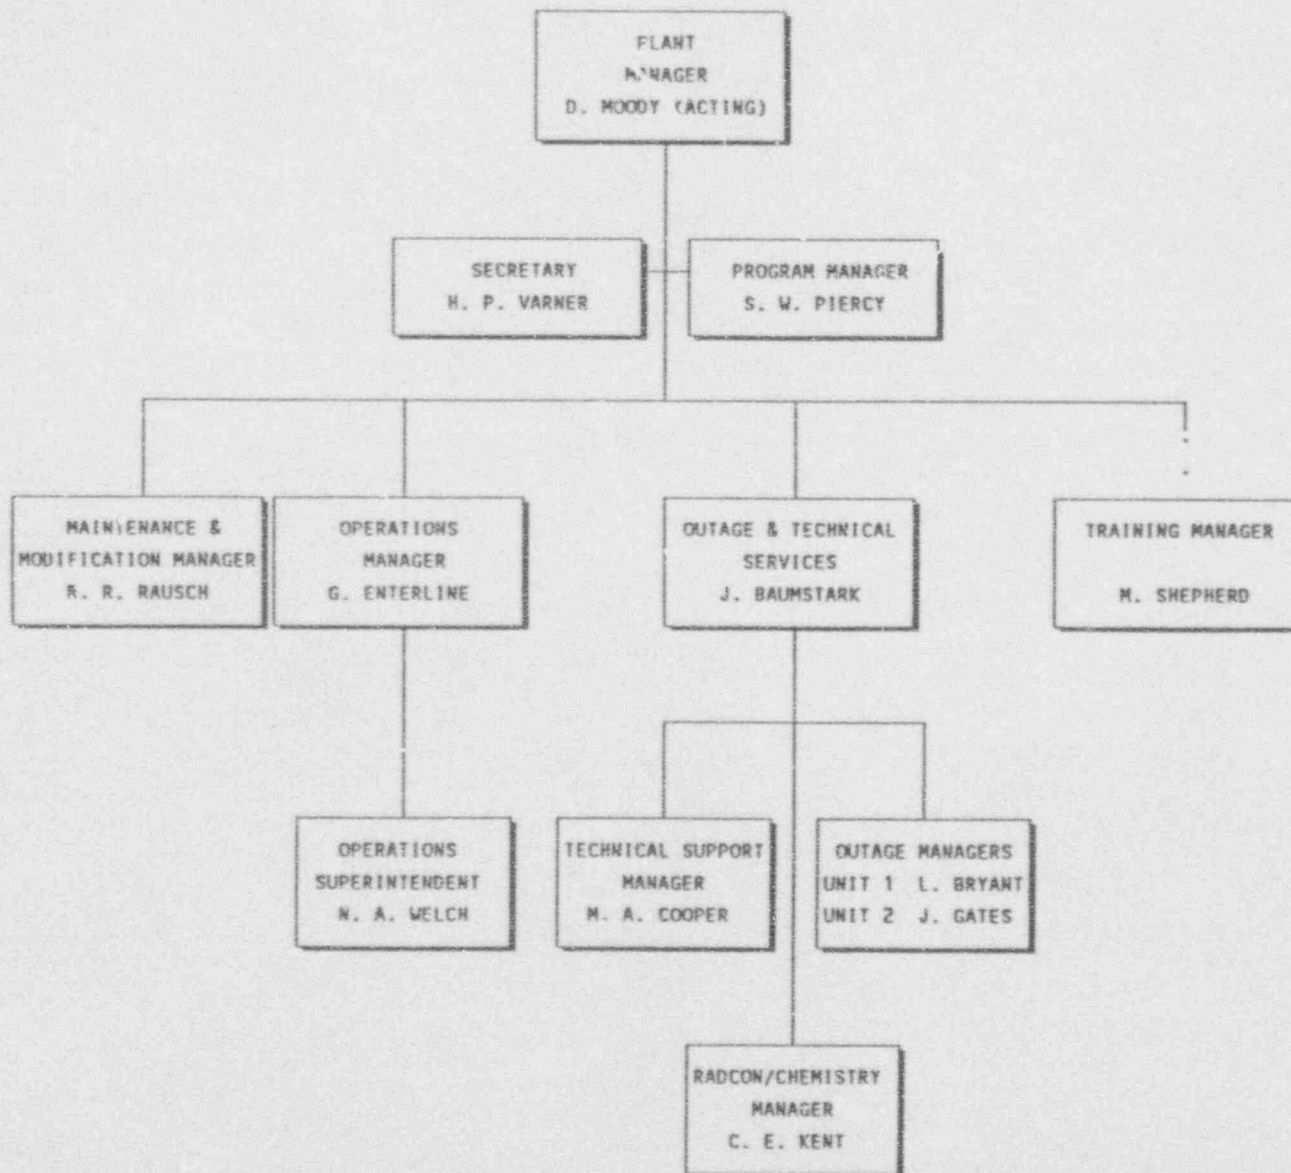 PLANT
MANAGER
D. MOODY (ACTING)
SECRETARY
H. P. VARNER
PROGRAM MANAGER
S. W. PIERCY
MAINTENANCE &
MODIFICATION MANAGER
R. R. RAUSCH
OPERATIONS
MANAGER
G. ENTERLINE
OUTAGE & TECHNICAL
SERVICES
J. BAUMSTARK
TRAINING MANAGER
M. SHEPHERD
OPERATIONS
SUPERINTENDENT
N. A. WELCH
TECHNICAL SUPPORT
MANAGER
M. A. COOPER
OUTAGE MANAGERS
UNIT 1 L. BRYANT
UNIT 2 J. GATES
RADCON/CHEMISTRY
MANAGER
C. E. KENT